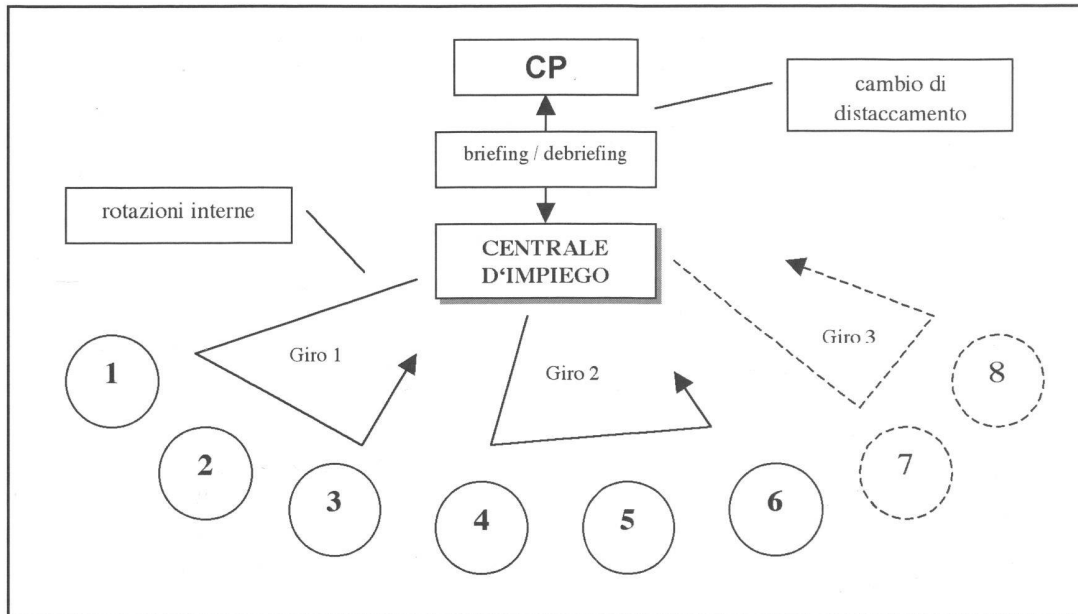 CP
cambio di
distaccamento
briefing / debriefing
rotazioni interne
CENTRALE
D'IMPIEGO
Giro 1
Giro 2
Giro 3
1
2
3
4
5
6
7
8